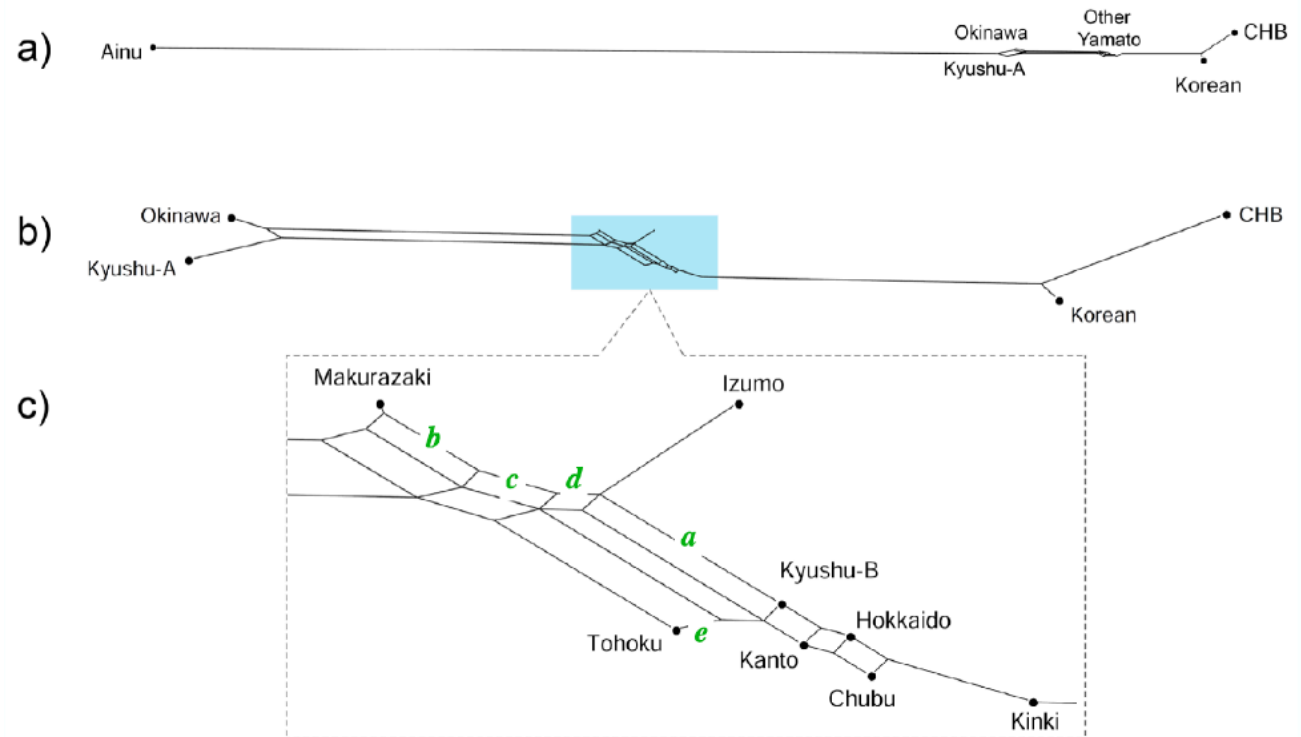 a)
Ainu
Okinawa
Kyushu-A
Other
Yamato
CHB
Korean
b)
Okinawa
Kyushu-A
CHB
Korean
c)
Makurazaki
Izumo
b
c
d
a
Kyushu-B
Hokkaido
Tohoku
e
Kanto
Chubu
Kinki